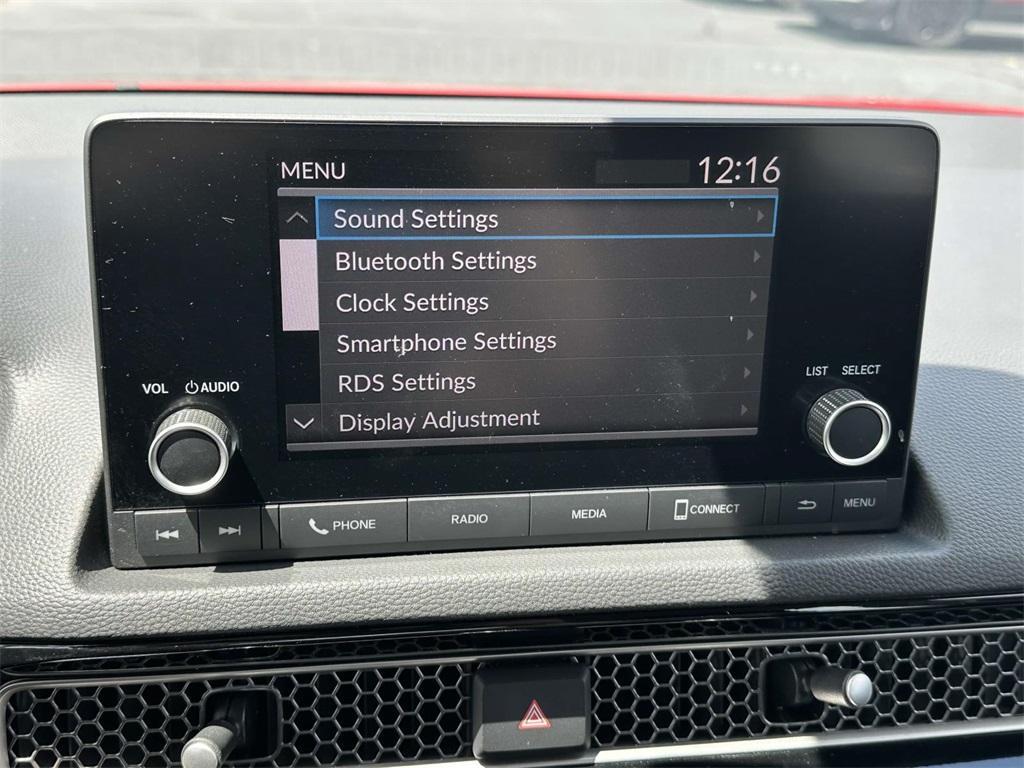 MENU 12:16
Sound Settings
Bluetooth Settings
Clock Settings
Smartphone Settings
RDS Settings
Display Adjustment
VOL AUDIO
LIST SELECT
PHONE RADIO MEDIA CONNECT MENU